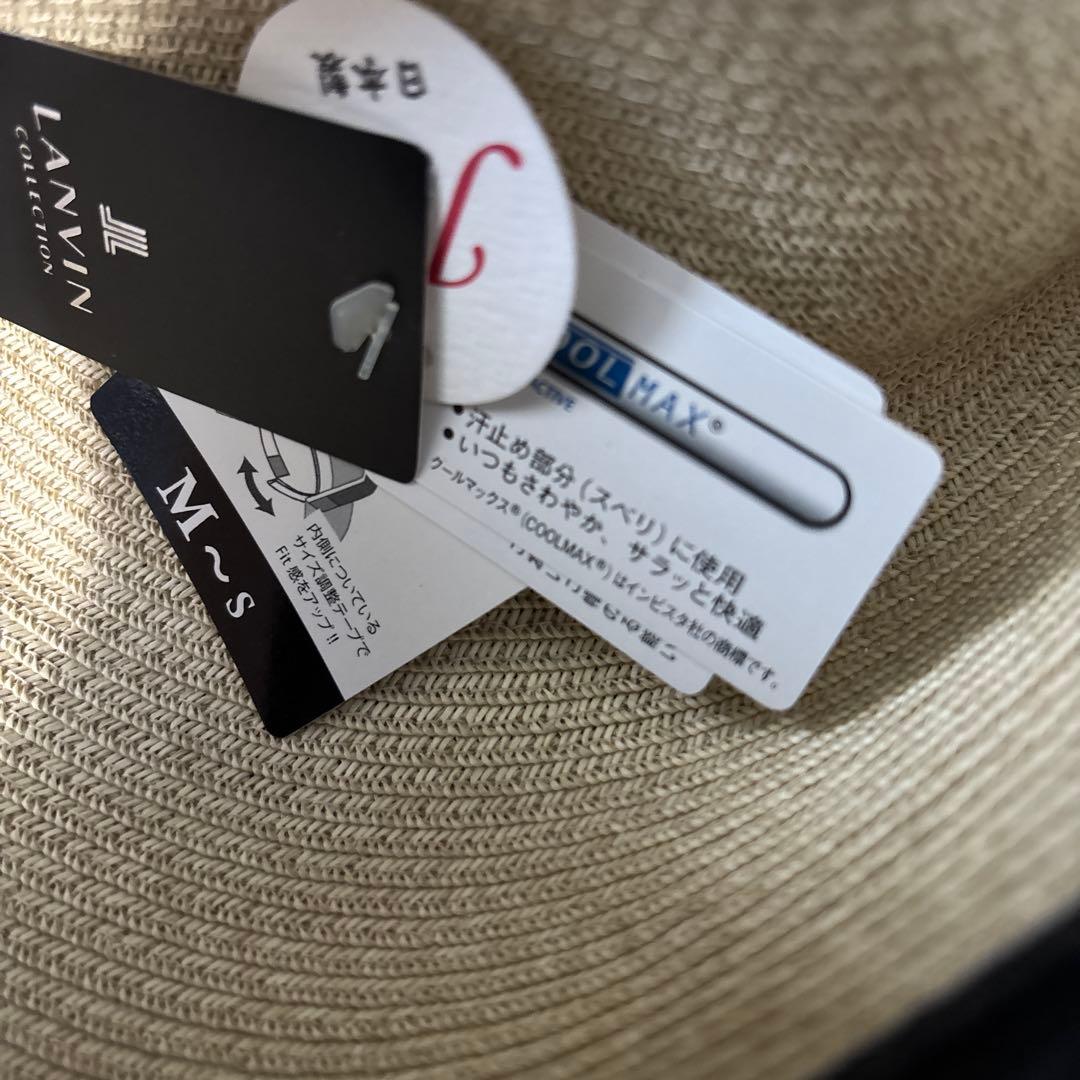 LANVIN
COLLECTION
日本製
J
COOLMAX®
ACTIVE
● 汗止め部分(スベリ)に使用
● いつもさわやか、サラッと快適
クールマックス®(COOLMAX®)はインビスタ社の商標です。
M〜S
内側についている
サイズ調整テープで
Fit 感をアップ!!